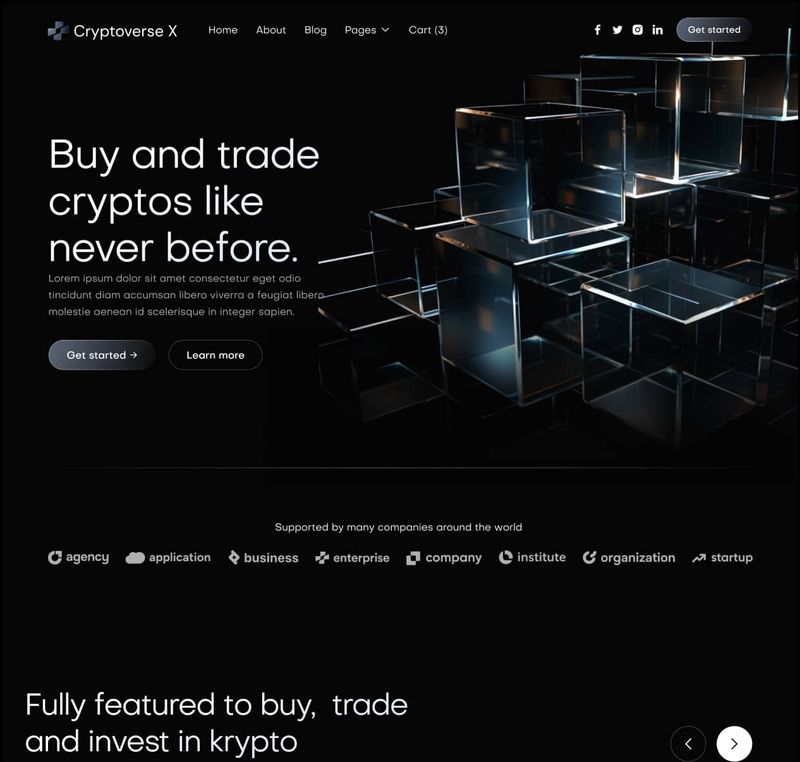 Cryptoverse X
Home About Blog Pages Cart (3)
Get started
Buy and trade
cryptos like
never before.
Lorem ipsum dolor sit amet consectetur eget odio
tincidunt diam accumsan libero viverra a feugiat libero
molestie aenean id scelerisque in integer sapien.
Get started → Learn more
Supported by many companies around the world
agency application business enterprise company institute organization startup
Fully featured to buy, trade
and invest in krypto